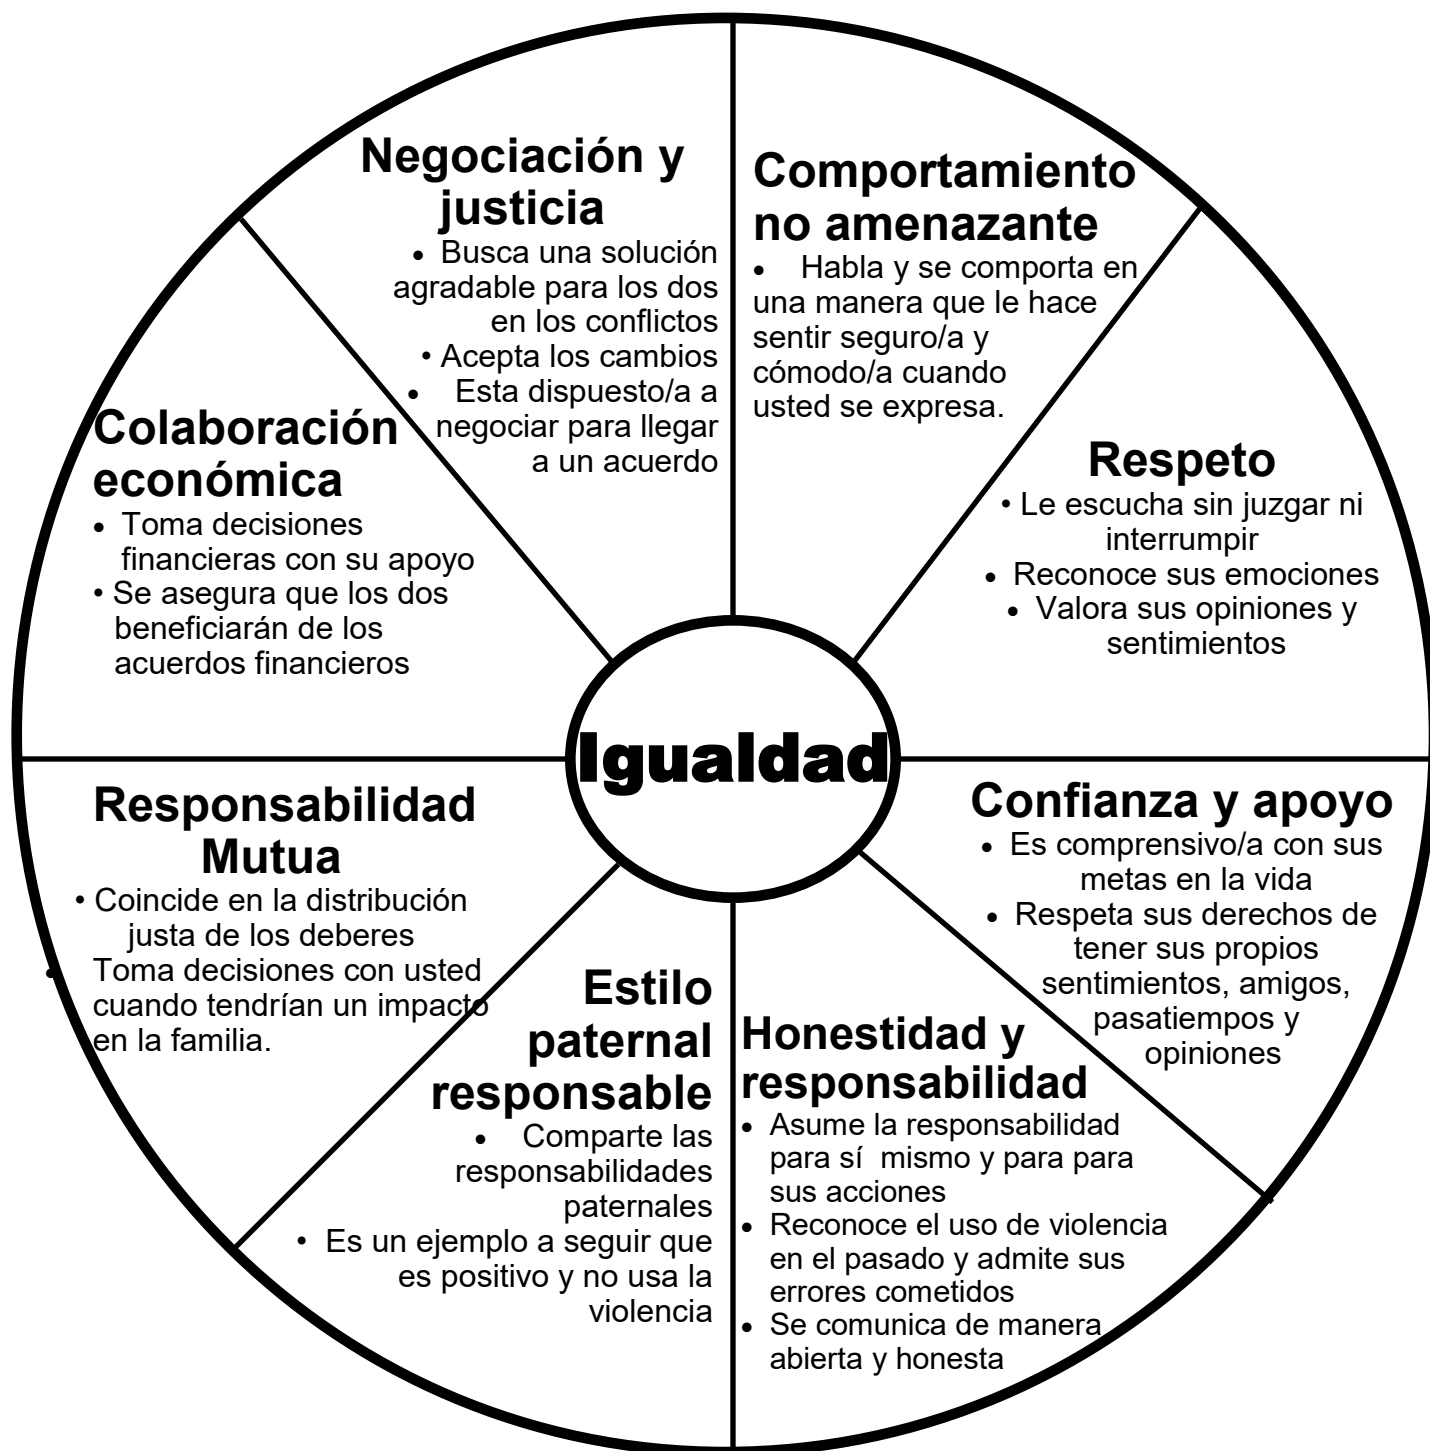 Negociación y
justicia
• Busca una solución
agradable para los dos
en los conflictos
• Acepta los cambios
• Esta dispuesto/a a
negociar para llegar
a un acuerdo
Comportamiento
no amenazante
• Habla y se comporta en
una manera que le hace
sentir seguro/a y
cómodo/a cuando
usted se expresa.
Colaboración
económica
• Toma decisiones
financieras con su apoyo
• Se asegura que los dos
beneficiarán de los
acuerdos financieros
Respeto
• Le escucha sin juzgar ni
interrumpir
• Reconoce sus emociones
• Valora sus opiniones y
sentimientos
Igualdad
Responsabilidad
Mutua
• Coincide en la distribución
justa de los deberes
• Toma decisiones con usted
cuando tendrían un impacto
en la familia.
Confianza y apoyo
• Es comprensivo/a con sus
metas en la vida
• Respeta sus derechos de
tener sus propios
sentimientos, amigos,
pasatiempos y
opiniones
Estilo
paternal
responsable
• Comparte las
responsabilidades
paternales
• Es un ejemplo a seguir que
es positivo y no usa la
violencia
Honestidad y
responsabilidad
• Asume la responsabilidad
para sí mismo y para para
sus acciones
• Reconoce el uso de violencia
en el pasado y admite sus
errores cometidos
• Se comunica de manera
abierta y honesta